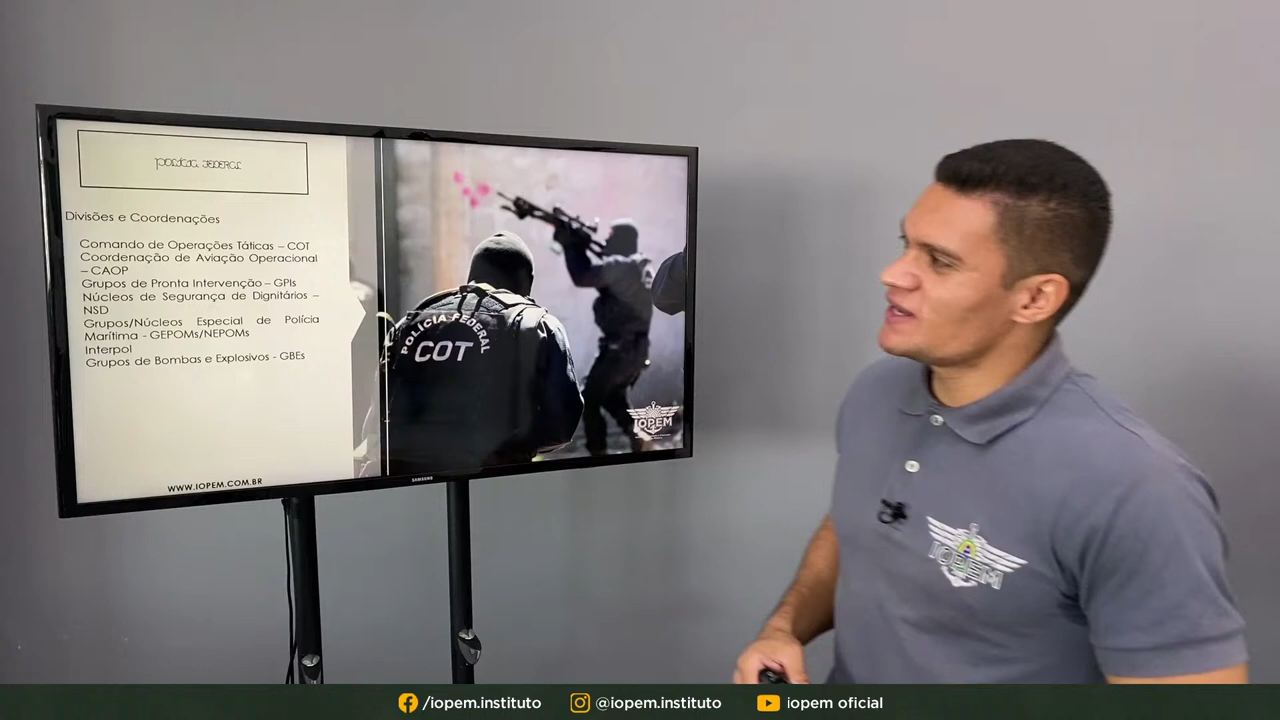 POLÍCIA FEDERAL
Divisões e Coordenações
Comando de Operações Táticas – COT
Coordenação de Aviação Operacional
– CAOP
Grupos de Pronta Intervenção – GPIs
Núcleos de Segurança de Dignitários –
NSD
Grupos/Núcleos Especial de Polícia
Marítima - GEPOMs/NEPOMs
Interpol
Grupos de Bombas e Explosivos - GBEs
WWW.IOPEM.COM.BR
POLÍCIA FEDERAL
COT
IOPEM
SAMSUNG
IOPEM
/iopem.instituto
@iopem.instituto
iopem oficial